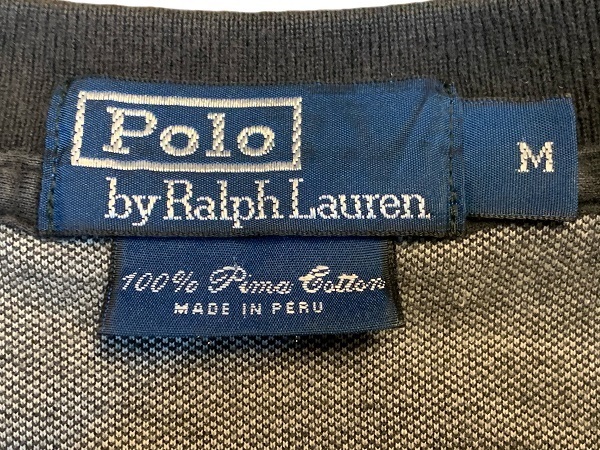 Polo
by Ralph Lauren
M
100% Pima Cotton
MADE IN PERU